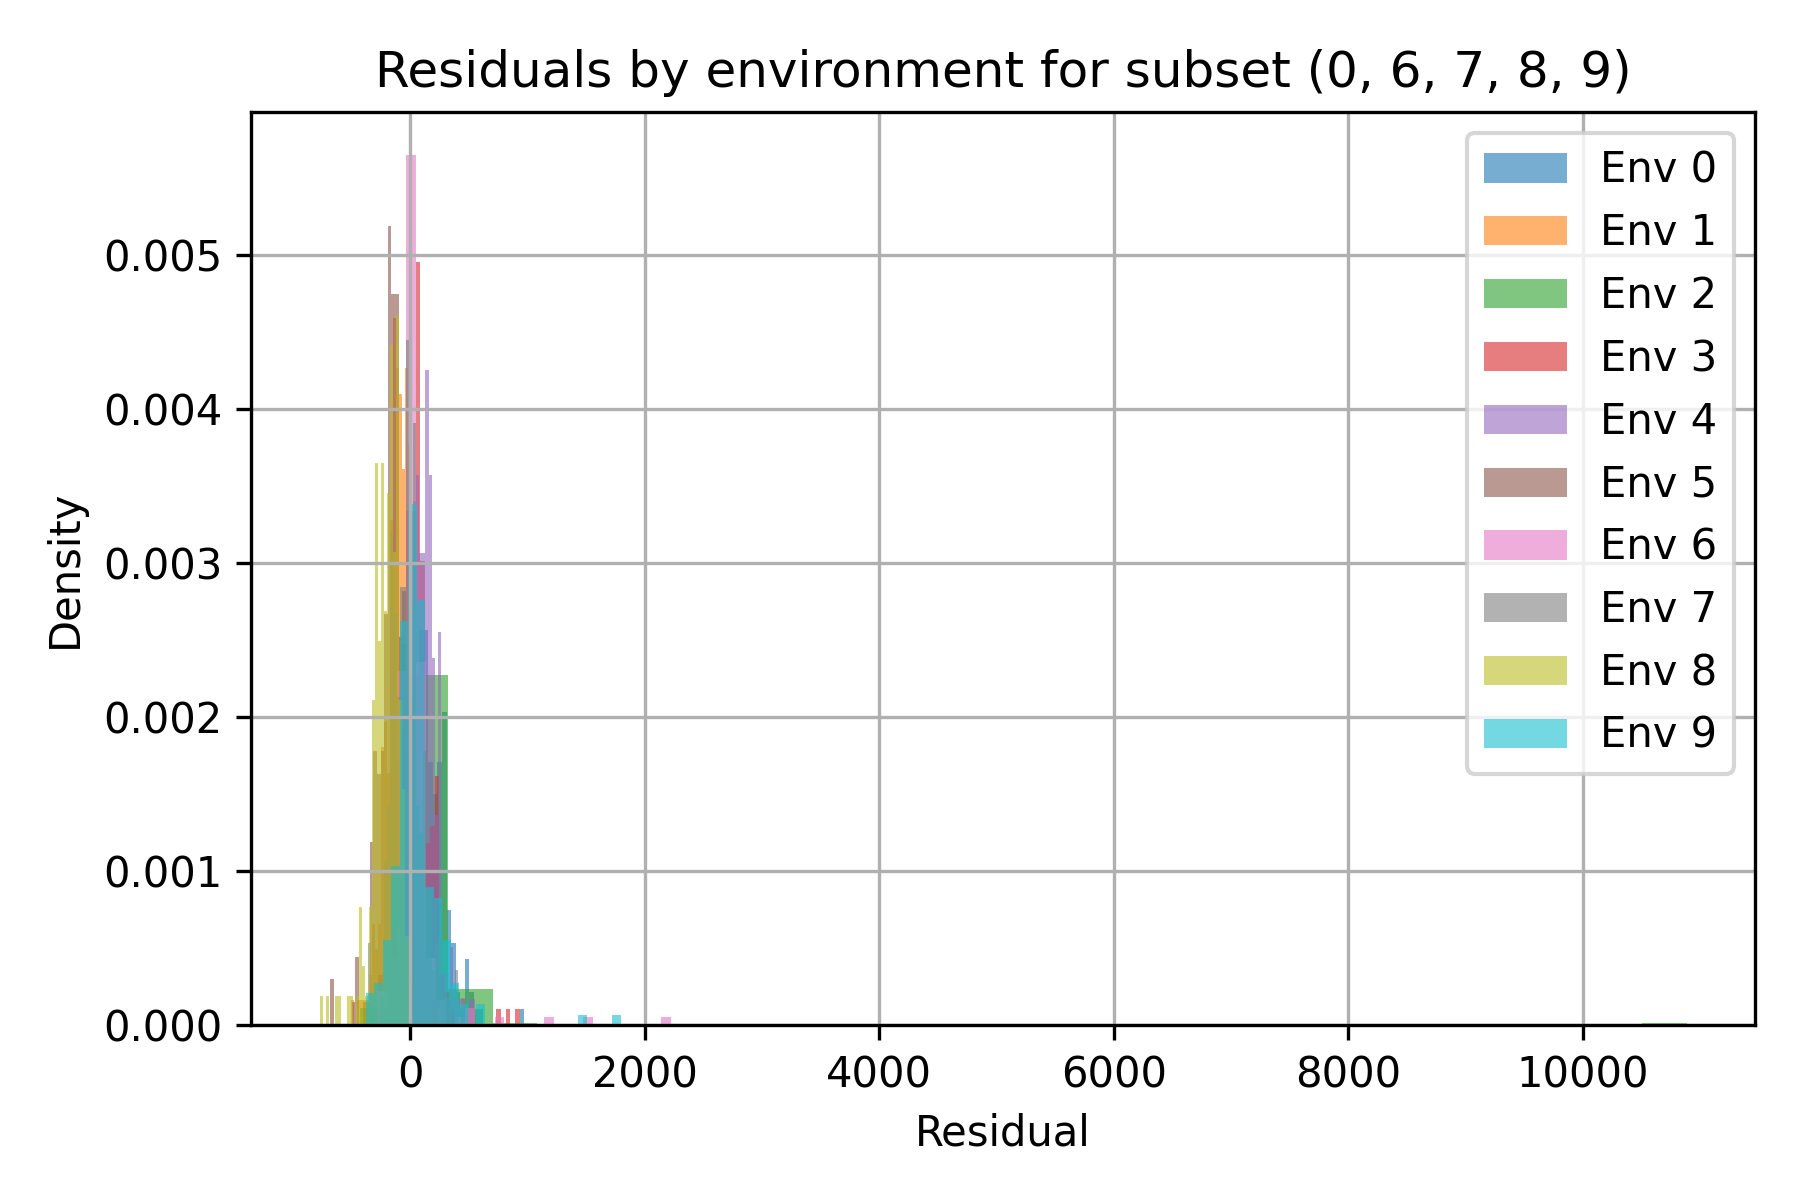 Residuals by environment for subset (0, 6, 7, 8, 9)
Density
0.005
0.004
0.003
0.002
0.001
0.000
0
2000
4000
6000
8000
10000
Residual
Env 0
Env 1
Env 2
Env 3
Env 4
Env 5
Env 6
Env 7
Env 8
Env 9